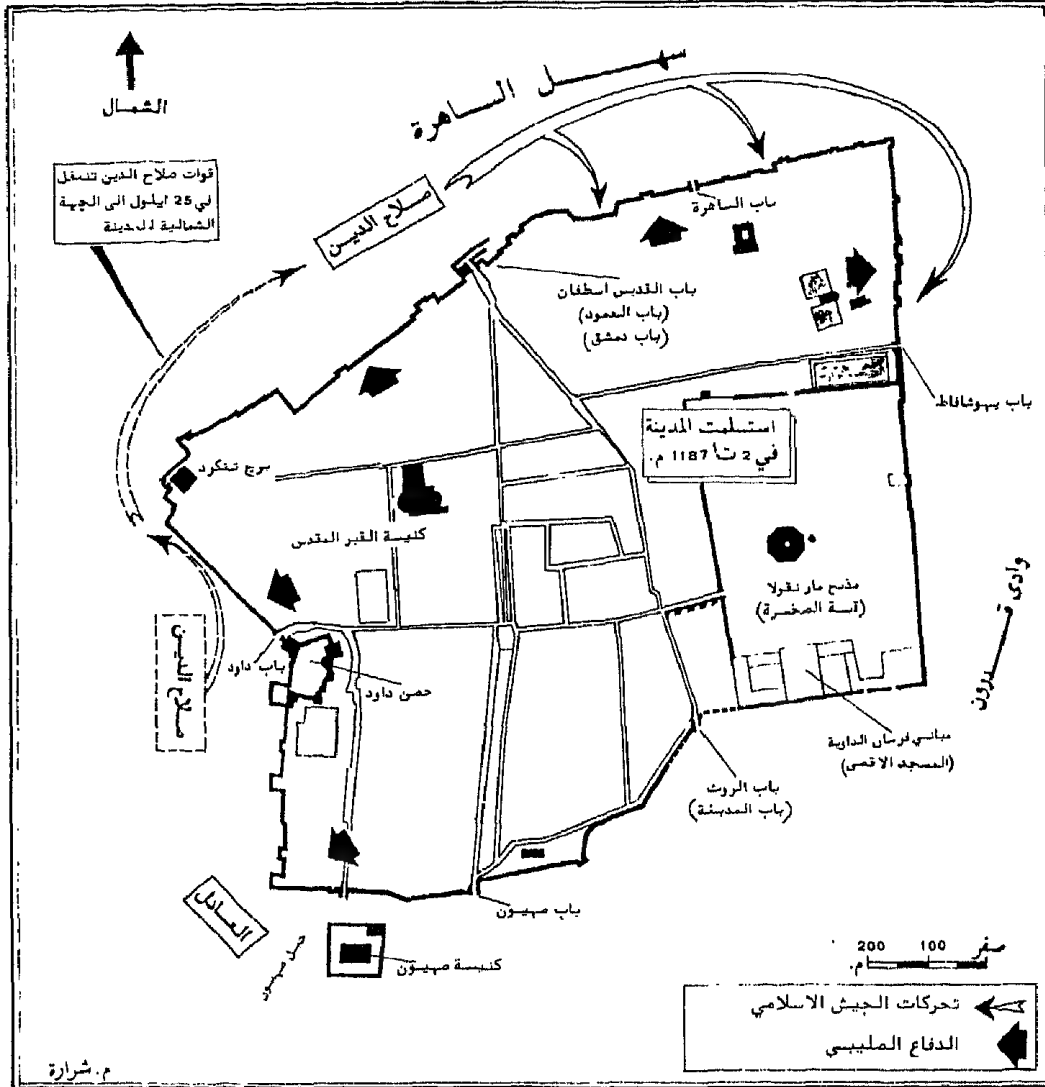 الشمال
سهل الساهرة
قوات صلاح الدين تنتقل
في 25 ايلول الى الجهة
الشمالية للمدينة
صلاح الدين
باب الساهرة
باب القديس اسطفان
(باب العمود)
(باب دمشق)
باب يهوشافاط
استسلمت المدينة
في 2 ت1 1187 م.
برج تنكرد
كنيسة القبر المقدس
مذبح مار نقولا
(قبة الصخرة)
وادي قدرون
صلاح الدين
باب داود
حصن داود
مباني فرسان الداوية
(المسجد الاقصى)
باب الروث
(باب المدبغة)
العادل
باب صهيون
جبل صهيون
كنيسة صهيون
200 100 صفر
م.
تحركات الجيش الاسلامي
الدفاع الصليبي
م. شرارة